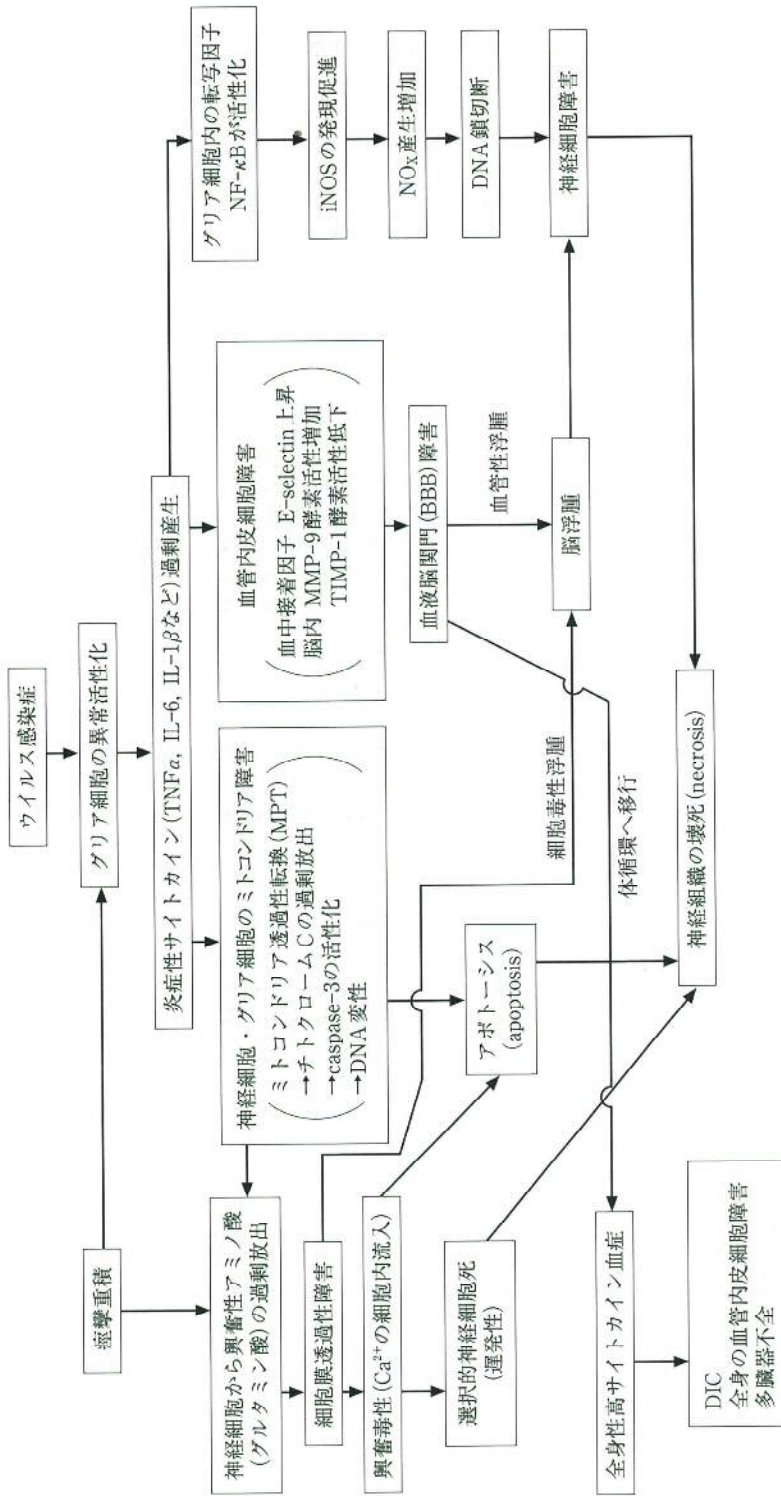 ウイルス感染症
痙攣重積
グリア細胞の異常活性化
炎症性サイトカイン(TNFα, IL-6, IL-1βなど)過剰産生
神経細胞から興奮性アミノ酸
(グルタミン酸)の過剰放出
神経細胞・グリア細胞のミトコンドリア障害
ミトコンドリア透過性転換(MPT)
→チトクロームCの過剰放出
→caspase-3の活性化
→DNA変性
血管内皮細胞障害
血中接着因子 E-selectin上昇
脳内 MMP-9酵素活性増加
TIMP-1酵素活性低下
グリア細胞内の転写因子
NF-κBが活性化
iNOSの発現促進
NOx産生増加
DNA鎖切断
神経細胞障害
細胞膜透過性障害
興奮毒性(Ca²⁺の細胞内流入)
選択的神経細胞死
(遅発性)
アポトーシス
(apoptosis)
血液脳関門(BBB)障害
血管性浮腫
細胞毒性浮腫
脳浮腫
体循環へ移行
神経組織の壊死(necrosis)
全身性高サイトカイン血症
DIC
全身の血管内皮細胞障害
多臓器不全